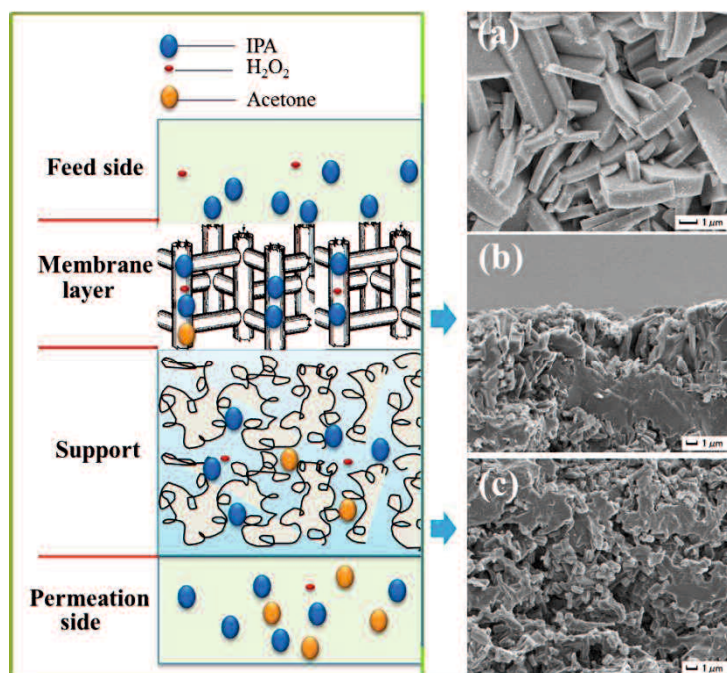 IPA
H₂O₂
Acetone
Feed side
Membrane
layer
Support
Permeation
side
(a)
1 μm
(b)
1 μm
(c)
1 μm